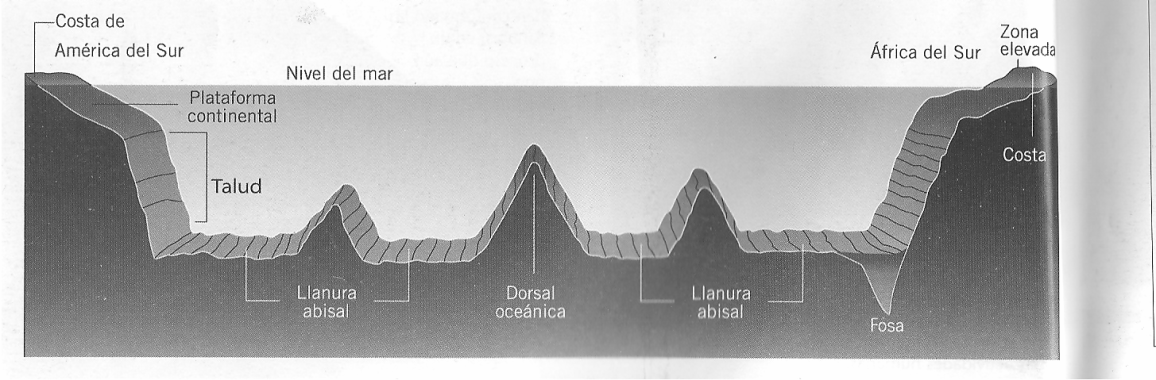 Costa de
América del Sur
Nivel del mar
África del Sur
Zona
elevada
Plataforma
continental
Costa
Talud
Llanura
abisal
Dorsal
oceánica
Llanura
abisal
Fosa